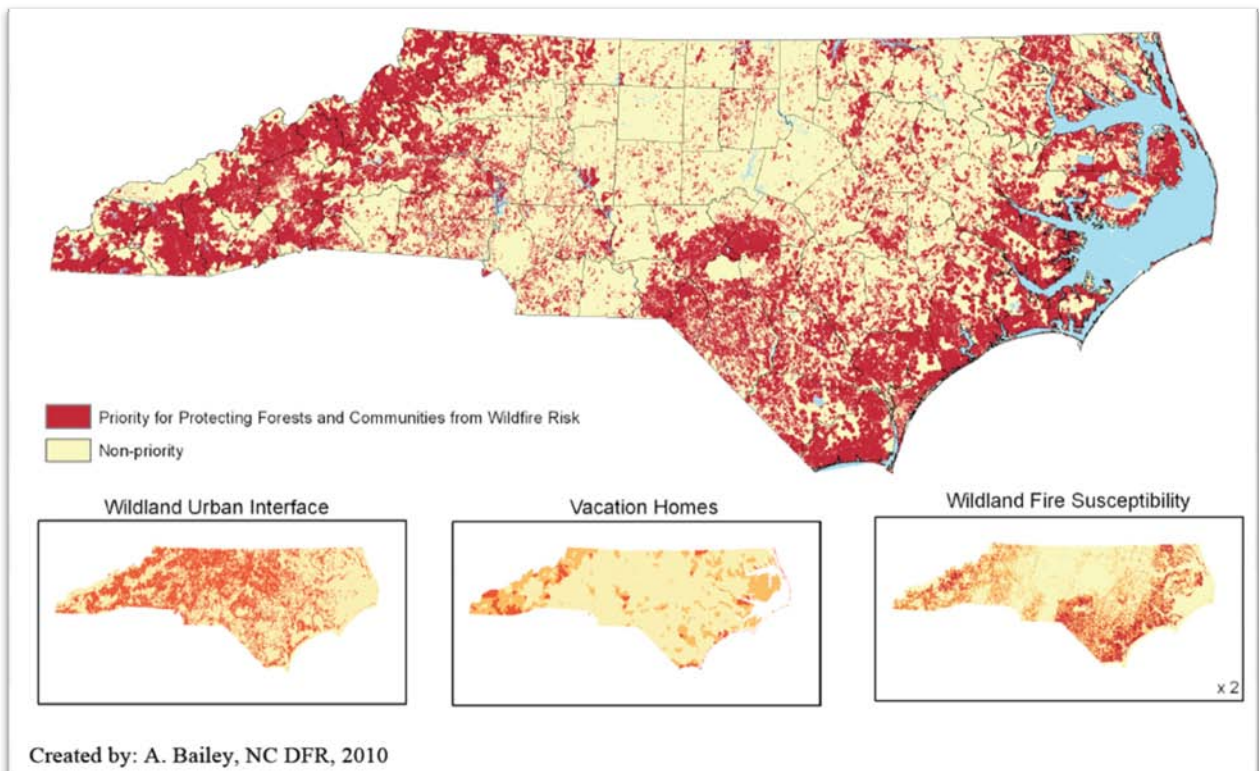 Priority for Protecting Forests and Communities from Wildfire Risk
Non-priority
Wildland Urban Interface
Vacation Homes
Wildland Fire Susceptibility
x 2
Created by: A. Bailey, NC DFR, 2010